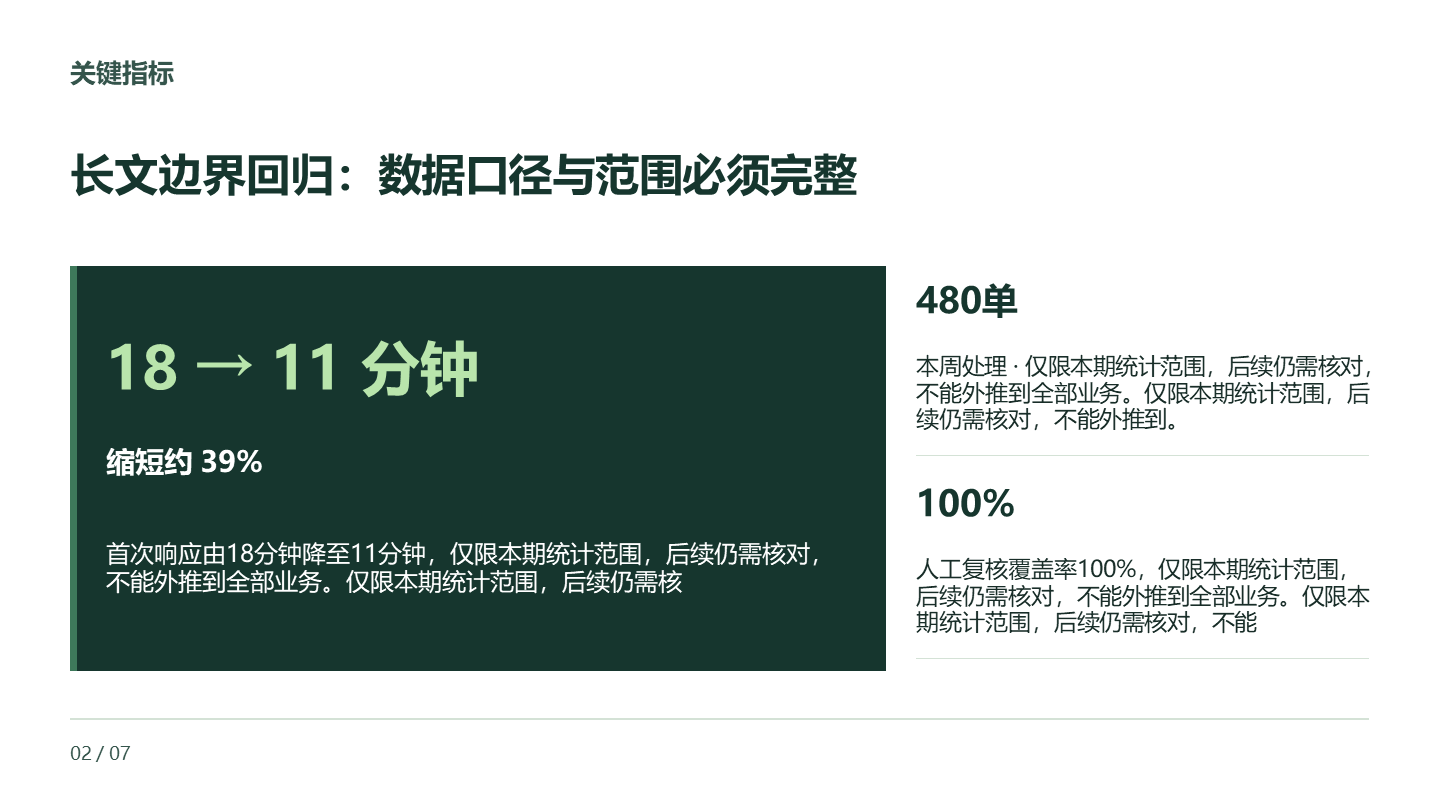 关键指标
长文边界回归：数据口径与范围必须完整
18 → 11 分钟
缩短约 39%
首次响应由18分钟降至11分钟，仅限本期统计范围，后续仍需核对，
不能外推到全部业务。仅限本期统计范围，后续仍需核
480单
本周处理 · 仅限本期统计范围，后续仍需核对，
不能外推到全部业务。仅限本期统计范围，后
续仍需核对，不能外推到。
100%
人工复核覆盖率100%，仅限本期统计范围，
后续仍需核对，不能外推到全部业务。仅限本
期统计范围，后续仍需核对，不能
02 / 07